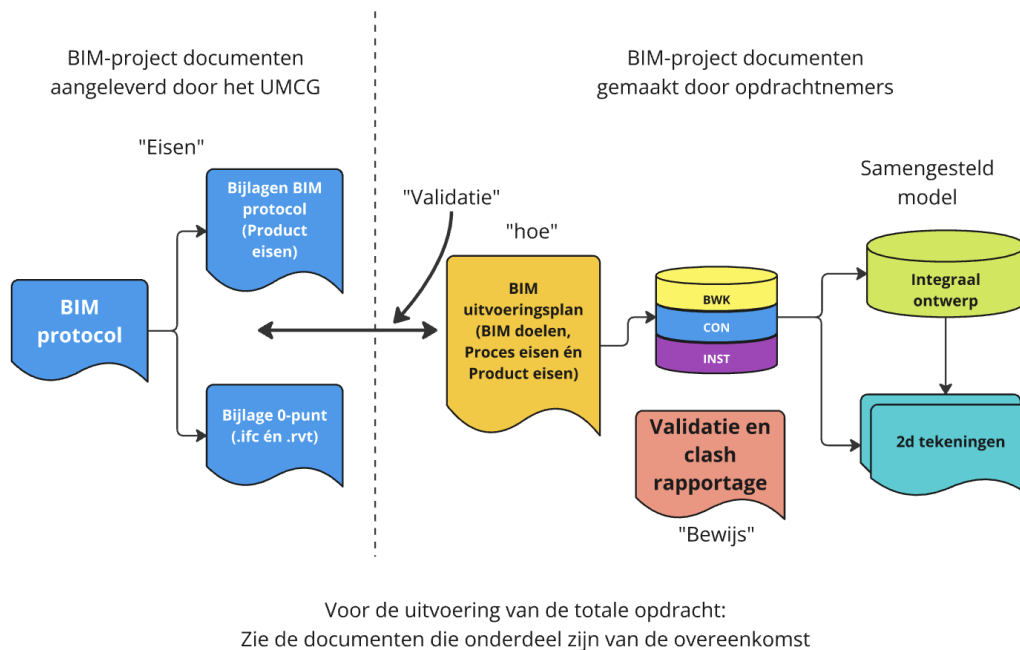 BIM-project documenten
aangeleverd door het UMCG
BIM-project documenten
gemaakt door opdrachtnemers
"Eisen"
Bijlagen BIM
protocol
(Product
eisen)
BIM
protocol
Bijlage 0-punt
(.ifc én .rvt)
"Validatie"
"hoe"
BIM
uitvoeringsplan
(BIM doelen,
Proces eisen én
Product eisen)
BWK
CON
INST
Samengesteld
model
Integraal
ontwerp
2d tekeningen
Validatie en
clash
rapportage
"Bewijs"
Voor de uitvoering van de totale opdracht:
Zie de documenten die onderdeel zijn van de overeenkomst